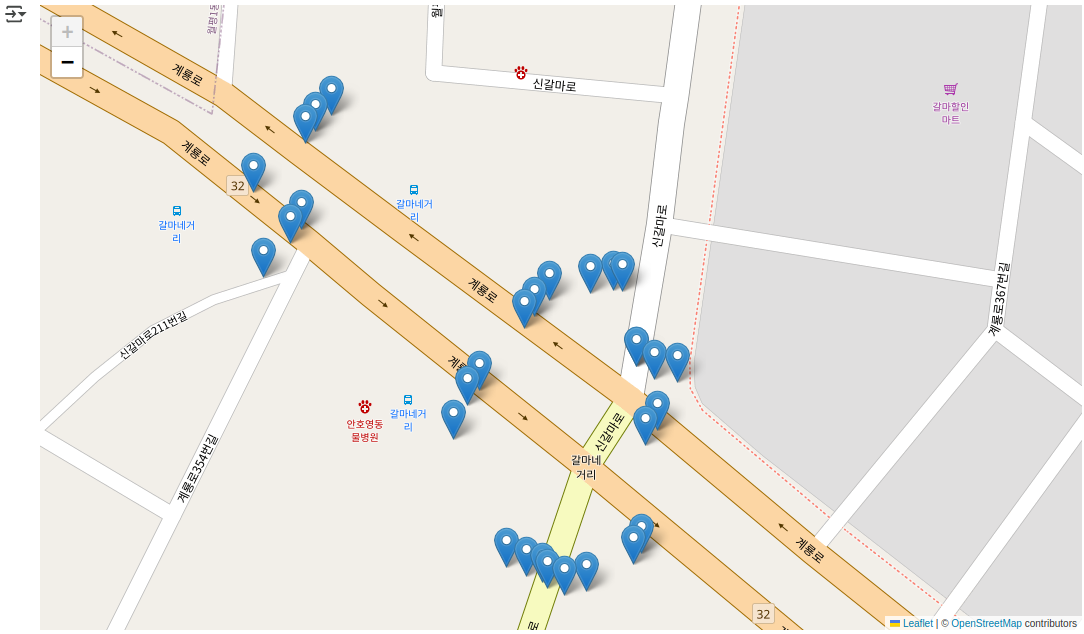 +
−
월평1동
계룡로
신갈마로
갈마할인
마트
계룡로
32
갈마네거
리
갈마네거
리
신갈마로
계룡로
계룡로367번길
신갈마로211번길
안호영동
물병원
갈마네거
리
계룡로354번길
신갈마로
갈마네
거리
계룡로
32
Leaflet | © OpenStreetMap contributors